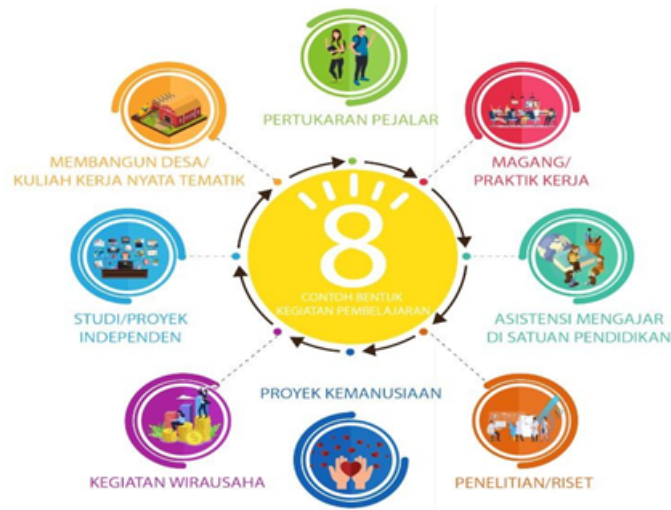 PERTUKARAN PEJALAR
MAGANG/
PRAKTIK KERJA
ASISTENSI MENGAJAR
DI SATUAN PENDIDIKAN
PENELITIAN/RISET
PROYEK KEMANUSIAAN
KEGIATAN WIRAUSAHA
STUDI/PROYEK
INDEPENDEN
MEMBANGUN DESA/
KULIAH KERJA NYATA TEMATIK
8
CONTOH BENTUK
KEGIATAN PEMBELAJARAN